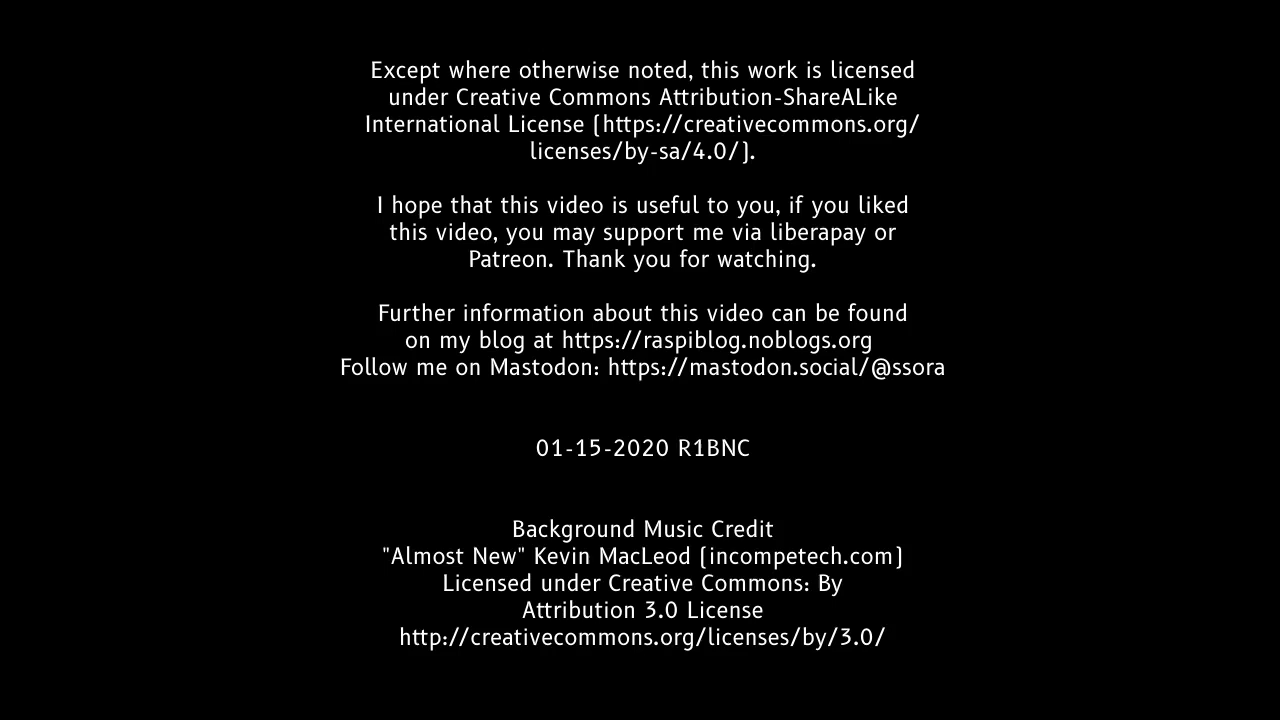 Except where otherwise noted, this work is licensed
under Creative Commons Attribution-ShareALike
International License (https://creativecommons.org/
licenses/by-sa/4.0/).
I hope that this video is useful to you, if you liked
this video, you may support me via liberapay or
Patreon. Thank you for watching.
Further information about this video can be found
on my blog at https://raspiblog.noblogs.org
Follow me on Mastodon: https://mastodon.social/@ssora
01-15-2020 R1BNC
Background Music Credit
"Almost New" Kevin MacLeod (incompetech.com)
Licensed under Creative Commons: By
Attribution 3.0 License
http://creativecommons.org/licenses/by/3.0/